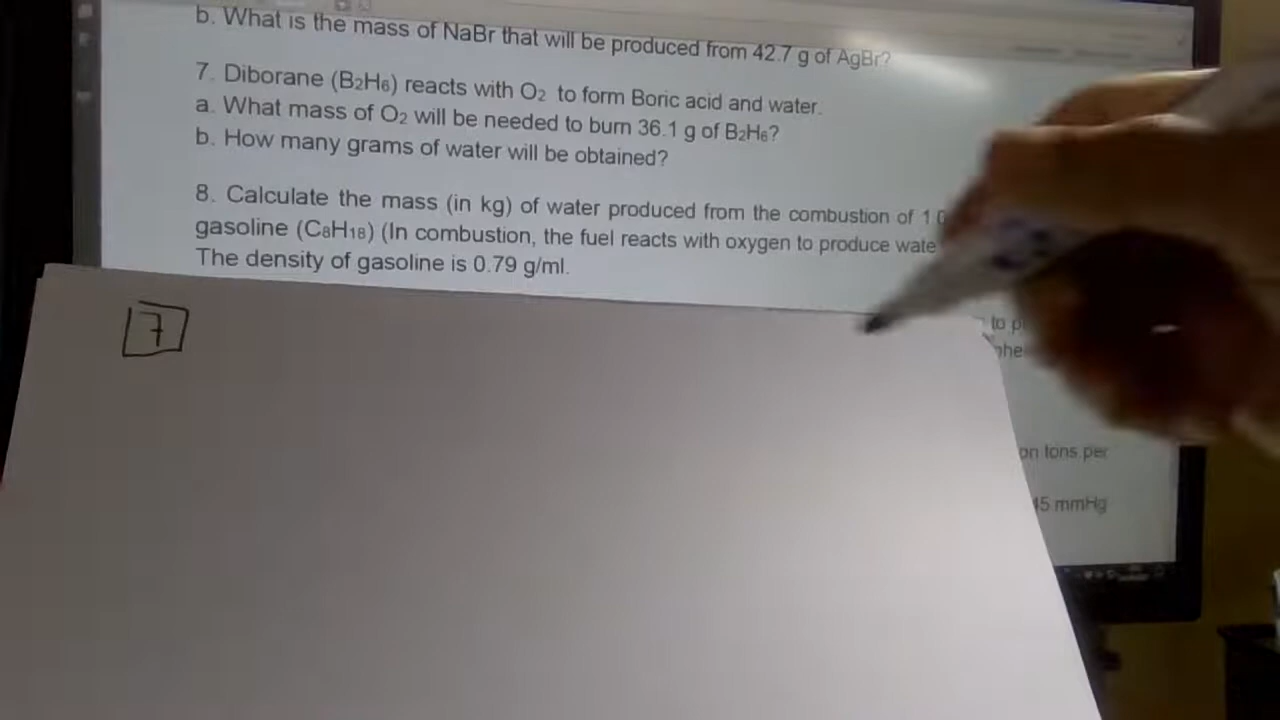 b. What is the mass of NaBr that will be produced from 42.7 g of AgBr?
7. Diborane (B₂H₆) reacts with O₂ to form Boric acid and water.
a. What mass of O₂ will be needed to burn 36.1 g of B₂H₆?
b. How many grams of water will be obtained?
8. Calculate the mass (in kg) of water produced from the combustion of
gasoline (C₈H₁₈) (In combustion, the fuel reacts with oxygen to produce
The density of gasoline is 0.79 g/ml.
7
to
Ions per
mmHg